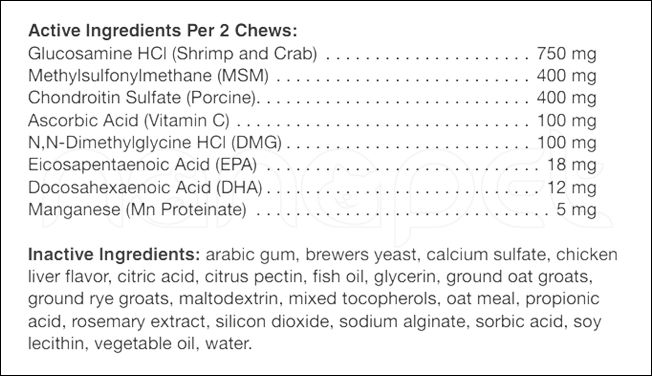 Active Ingredients Per 2 Chews:
Glucosamine HCl (Shrimp and Crab) . . . . . . . . . . . . . . . . . . . . . . 750 mg
Methylsulfonylmethane (MSM) . . . . . . . . . . . . . . . . . . . . . . . . . . . 400 mg
Chondroitin Sulfate (Porcine). . . . . . . . . . . . . . . . . . . . . . . . . . . . 400 mg
Ascorbic Acid (Vitamin C) . . . . . . . . . . . . . . . . . . . . . . . . . . . . . . . 100 mg
N,N-Dimethylglycine HCl (DMG) . . . . . . . . . . . . . . . . . . . . . . . . . . 100 mg
Eicosapentaenoic Acid (EPA) . . . . . . . . . . . . . . . . . . . . . . . . . . . . . 18 mg
Docosahexaenoic Acid (DHA) . . . . . . . . . . . . . . . . . . . . . . . . . . . . . 12 mg
Manganese (Mn Proteinate) . . . . . . . . . . . . . . . . . . . . . . . . . . . . . . 5 mg
Inactive Ingredients: arabic gum, brewers yeast, calcium sulfate, chicken
liver flavor, citric acid, citrus pectin, fish oil, glycerin, ground oat groats,
ground rye groats, maltodextrin, mixed tocopherols, oat meal, propionic
acid, rosemary extract, silicon dioxide, sodium alginate, sorbic acid, soy
lecithin, vegetable oil, water.